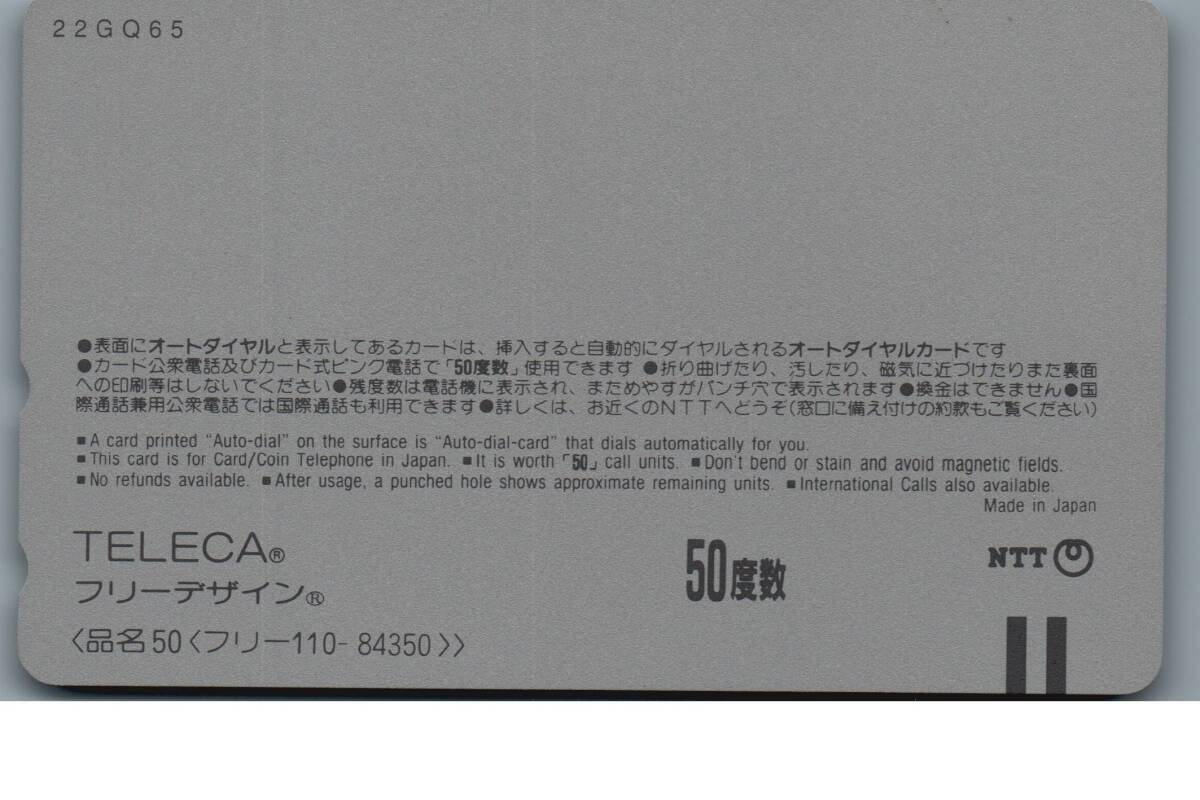 22GQ65
●表面にオートダイヤルと表示してあるカードは、挿入すると自動的にダイヤルされるオートダイヤルカードです
●カード公衆電話及びカード式ピンク電話で「50度数」使用できます ●折り曲げたり、汚したり、磁気に近づけたりまた裏面
への印刷等はしないでください●残度数は電話機に表示され、まためやすがパンチ穴で表示されます●換金はできません●国
際通話兼用公衆電話では国際通話も利用できます●詳しくは、お近くのNTTへどうぞ(窓口に備え付けの約款もご覧ください)
■A card printed “Auto-dial” on the surface is “Auto-dial-card” that dials automatically for you.
■This card is for Card/Coin Telephone in Japan. ■It is worth「50」call units. ■Don't bend or stain and avoid magnetic fields.
■No refunds available. ■After usage, a punched hole shows approximate remaining units. ■International Calls also available.
Made in Japan
TELECA®
フリーデザイン®
50度数
NTT
〈品名50〈フリー110-84350〉〉